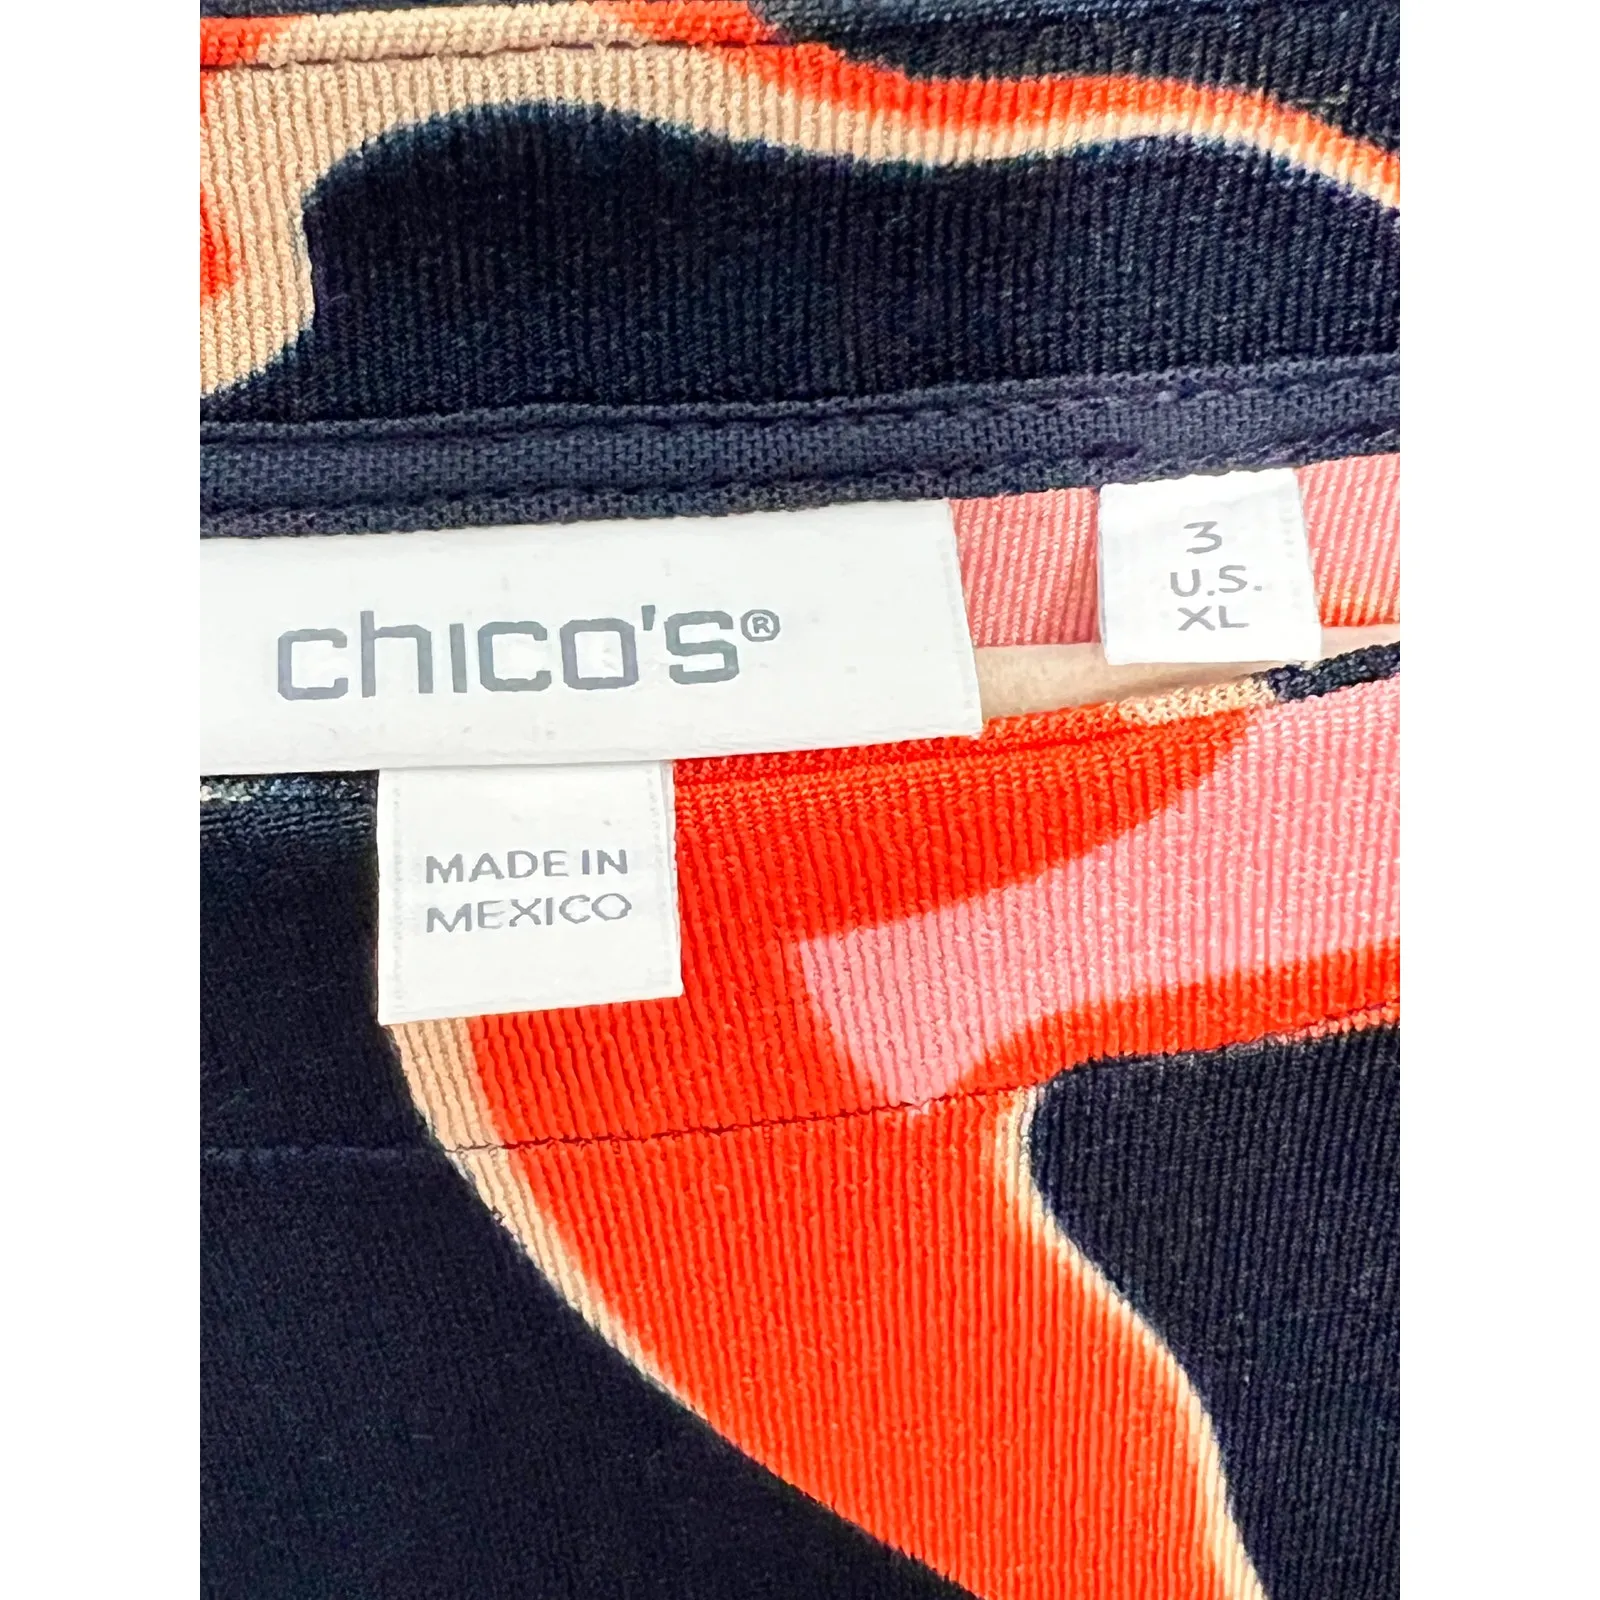 chico's®
3
U.S.
XL
MADE IN
MEXICO